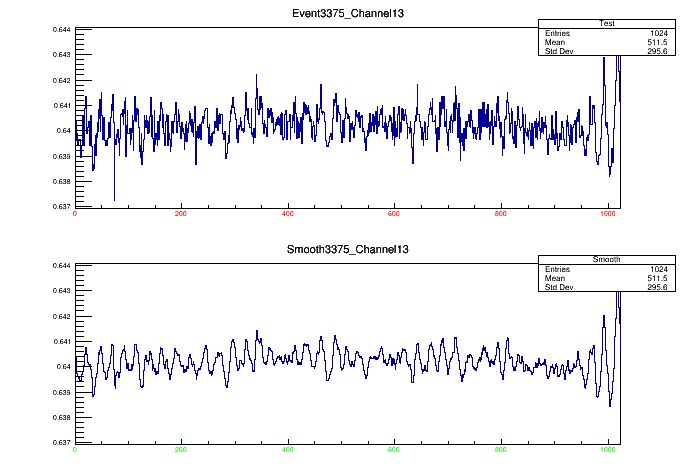 Event3375_Channel13
Test
Entries 1024
Mean 511.5
Std Dev 295.6
0.644
0.643
0.642
0.641
0.64
0.639
0.638
0.637
0 200 400 600 800 1000
Smooth3375_Channel13
Smooth
Entries 1024
Mean 511.5
Std Dev 295.6
0.644
0.643
0.642
0.641
0.64
0.639
0.638
0.637
0 200 400 600 800 1000